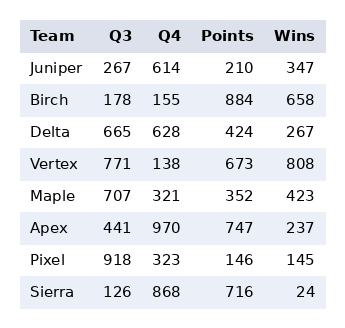 Team Q3 Q4 Points Wins
Juniper 267 614 210 347
Birch 178 155 884 658
Delta 665 628 424 267
Vertex 771 138 673 808
Maple 707 321 352 423
Apex 441 970 747 237
Pixel 918 323 146 145
Sierra 126 868 716 24